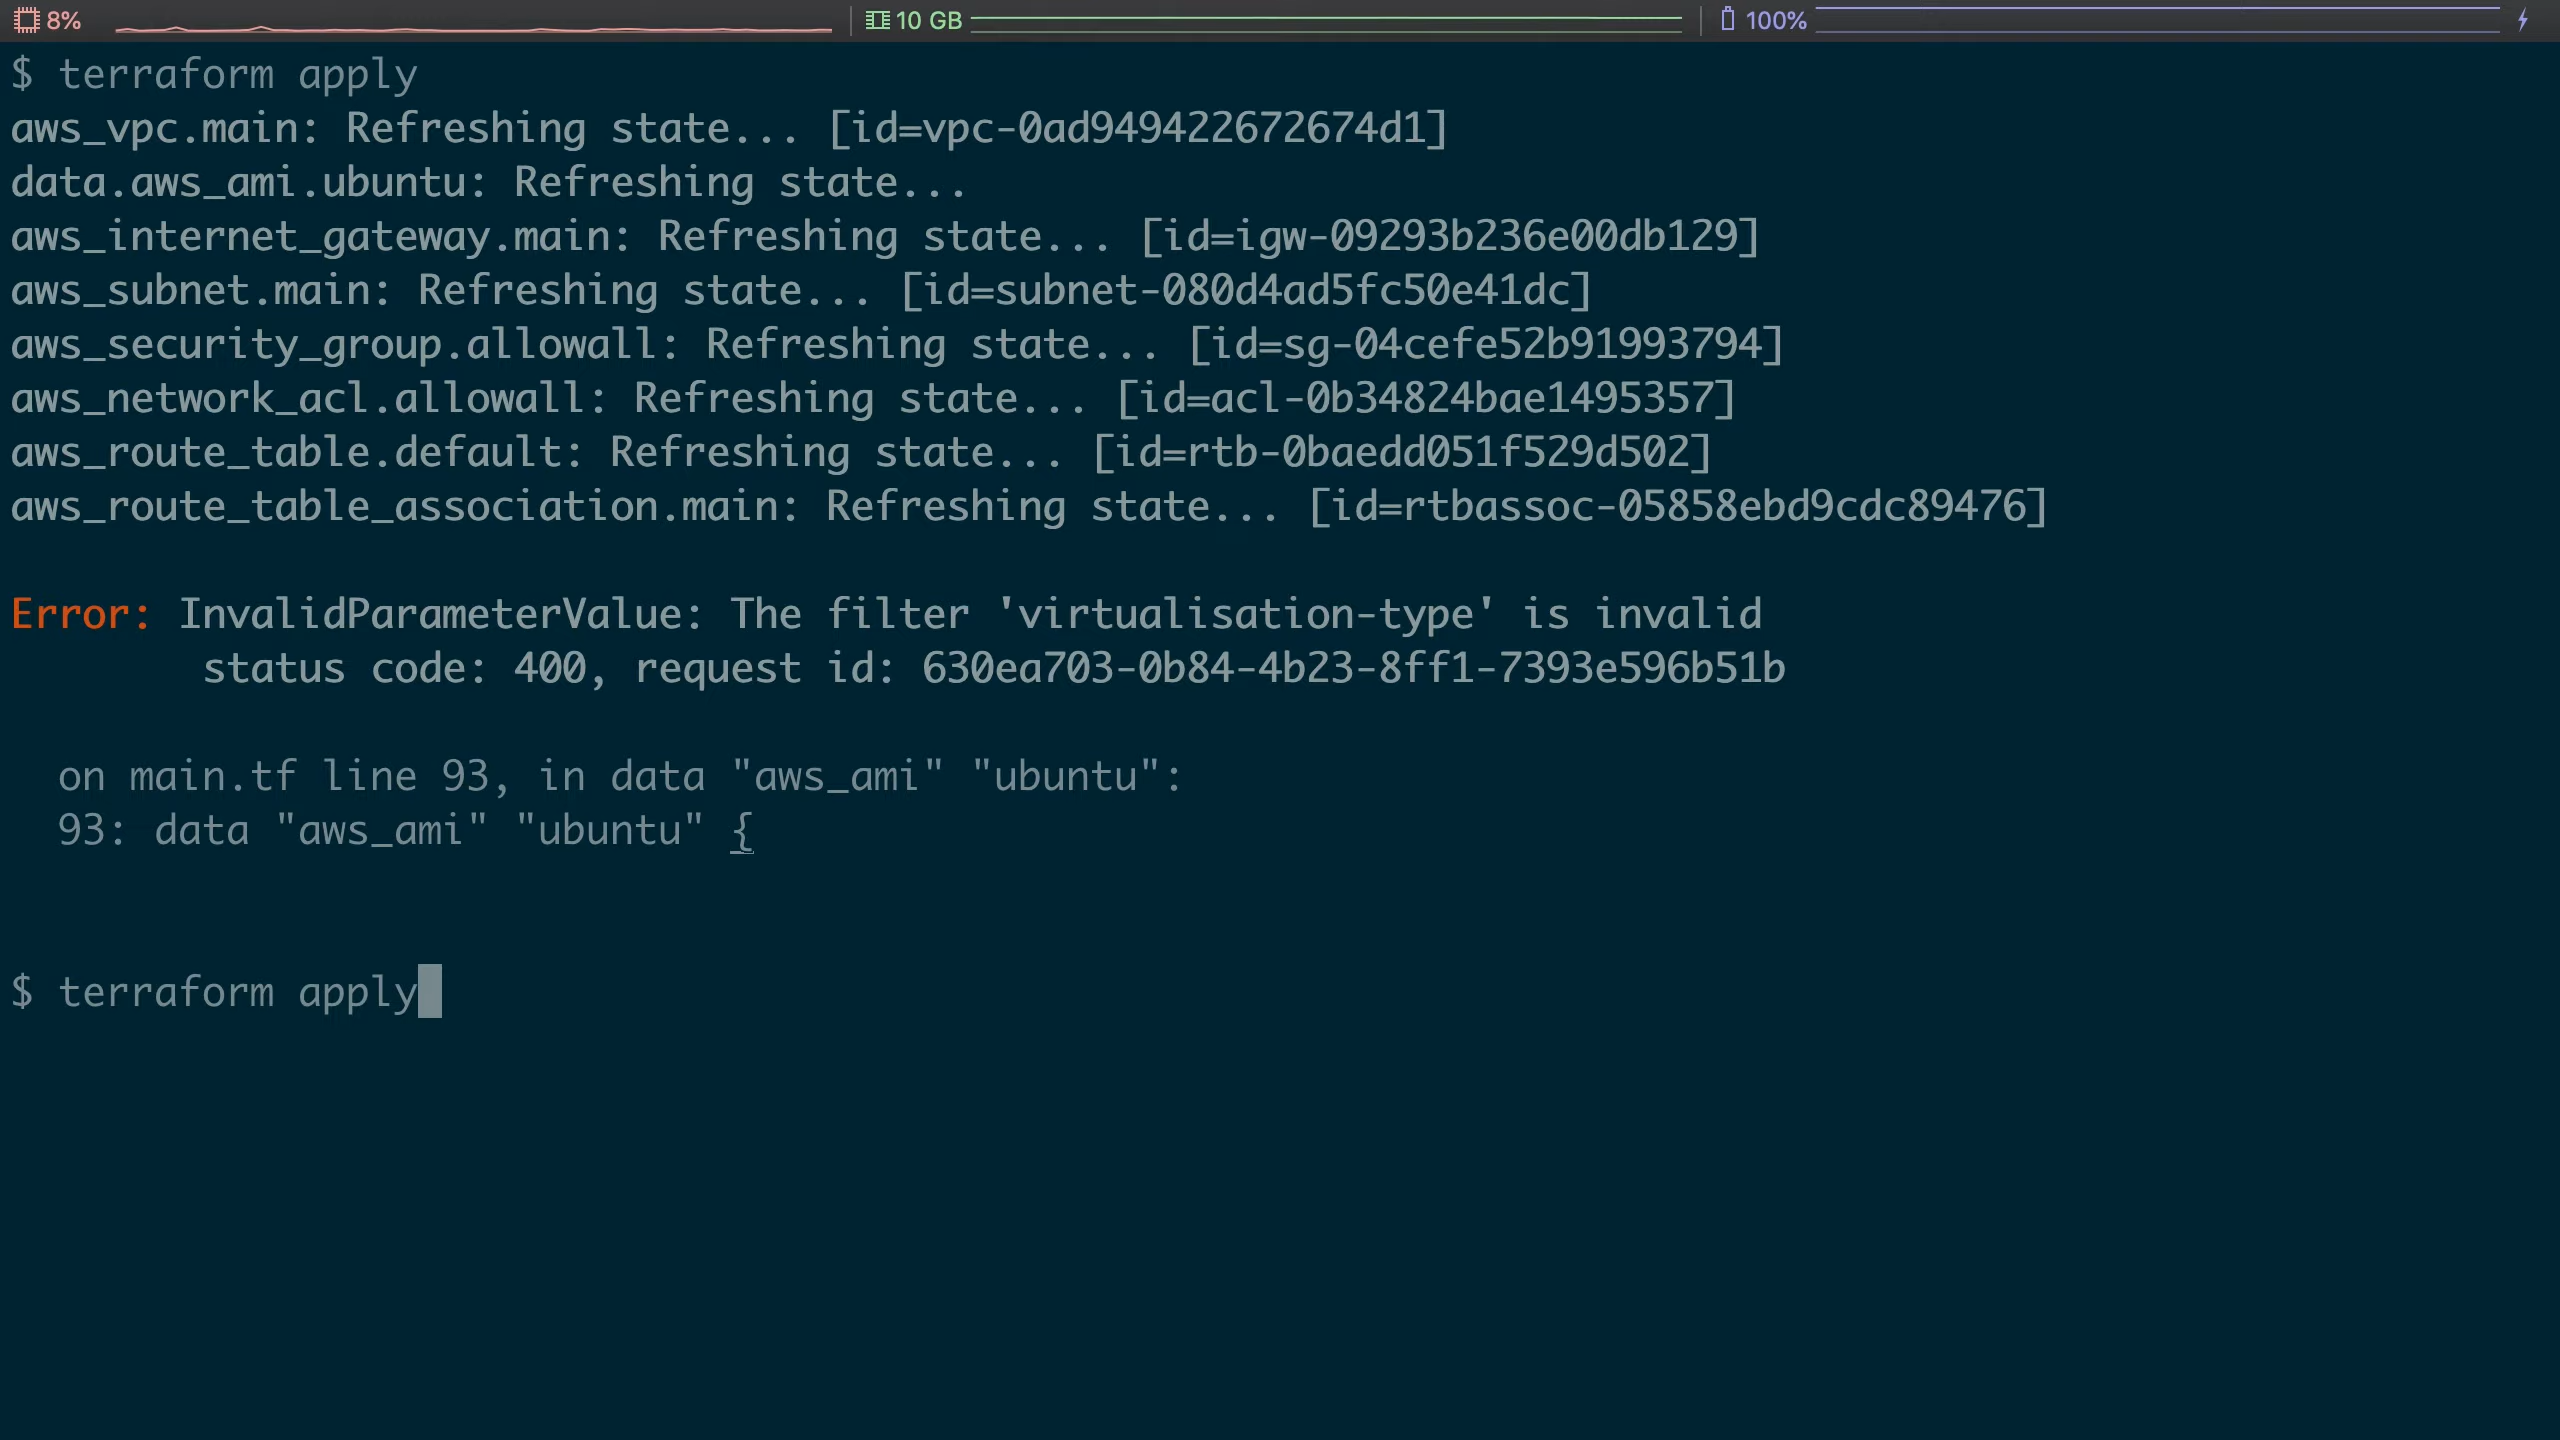 8% 10 GB 100%
$ terraform apply
aws_vpc.main: Refreshing state... [id=vpc-0ad949422672674d1]
data.aws_ami.ubuntu: Refreshing state...
aws_internet_gateway.main: Refreshing state... [id=igw-09293b236e00db129]
aws_subnet.main: Refreshing state... [id=subnet-080d4ad5fc50e41dc]
aws_security_group.allowall: Refreshing state... [id=sg-04cefe52b91993794]
aws_network_acl.allowall: Refreshing state... [id=acl-0b34824bae1495357]
aws_route_table.default: Refreshing state... [id=rtb-0baedd051f529d502]
aws_route_table_association.main: Refreshing state... [id=rtbassoc-05858ebd9cdc89476]
Error: InvalidParameterValue: The filter 'virtualisation-type' is invalid
status code: 400, request id: 630ea703-0b84-4b23-8ff1-7393e596b51b
on main.tf line 93, in data "aws_ami" "ubuntu":
93: data "aws_ami" "ubuntu" {
$ terraform apply